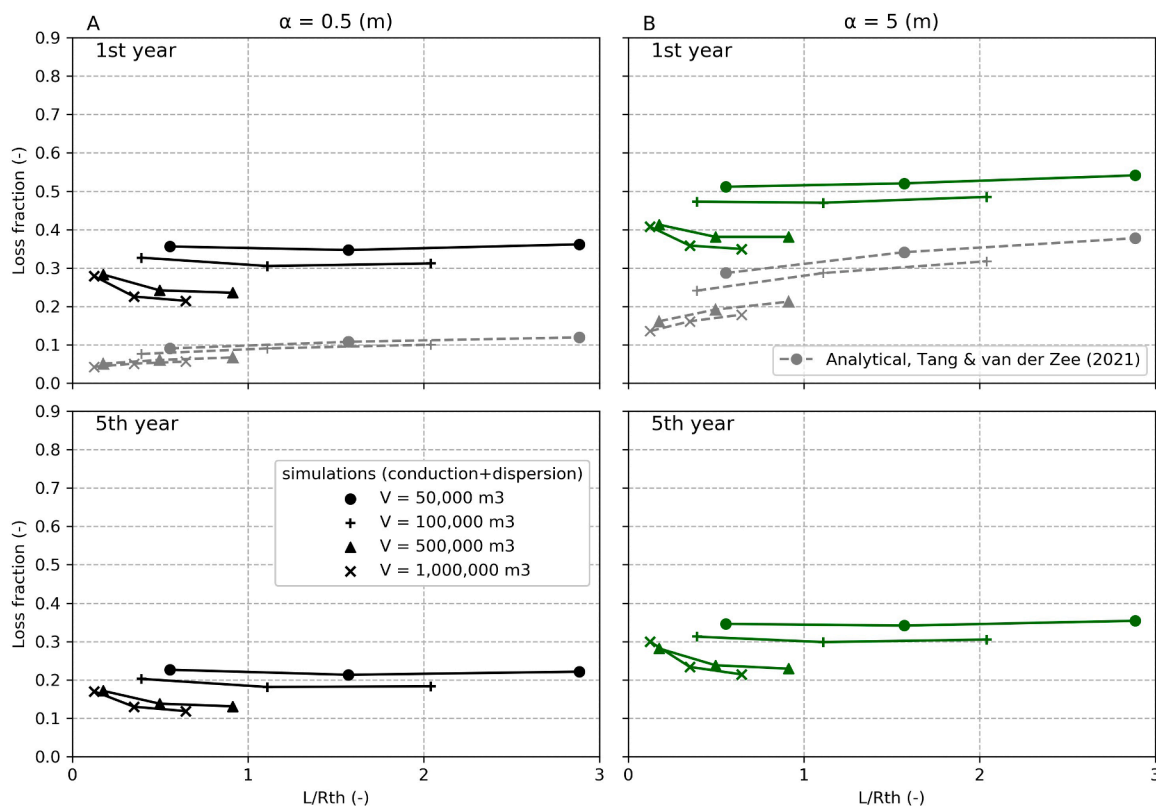 A
α = 0.5 (m)
B
α = 5 (m)
1st year
1st year
0.9
0.8
0.7
0.6
0.5
0.4
0.3
0.2
0.1
0.0
Loss fraction (-)
Analytical, Tang & van der Zee (2021)
5th year
5th year
0.9
0.8
0.7
0.6
0.5
0.4
0.3
0.2
0.1
0.0
Loss fraction (-)
simulations (conduction+dispersion)
V = 50,000 m3
V = 100,000 m3
V = 500,000 m3
V = 1,000,000 m3
0 1 2 3
0 1 2 3
L/Rth (-)
L/Rth (-)